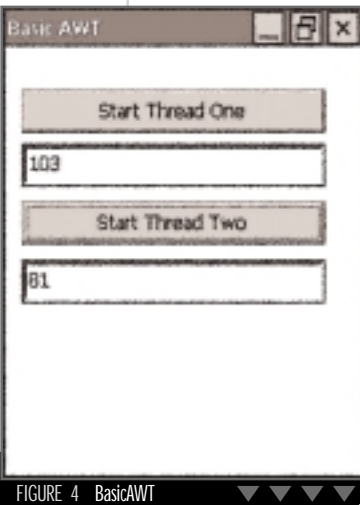 Basic AWT
Start Thread One
103
Start Thread Two
81
FIGURE 4 BasicAWT